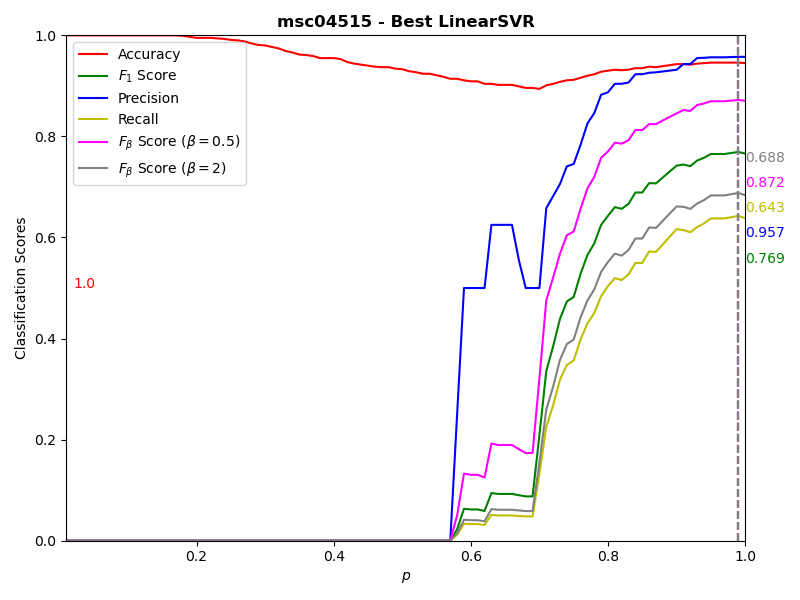 msc04515 - Best LinearSVR
1.0
0.8
0.6
0.4
0.2
0.0
Classification Scores
Accuracy
F₁ Score
Precision
Recall
Fᵦ Score (β = 0.5)
Fᵦ Score (β = 2)
1.0
0.688
0.872
0.643
0.957
0.769
0.2
0.4
0.6
0.8
1.0
p